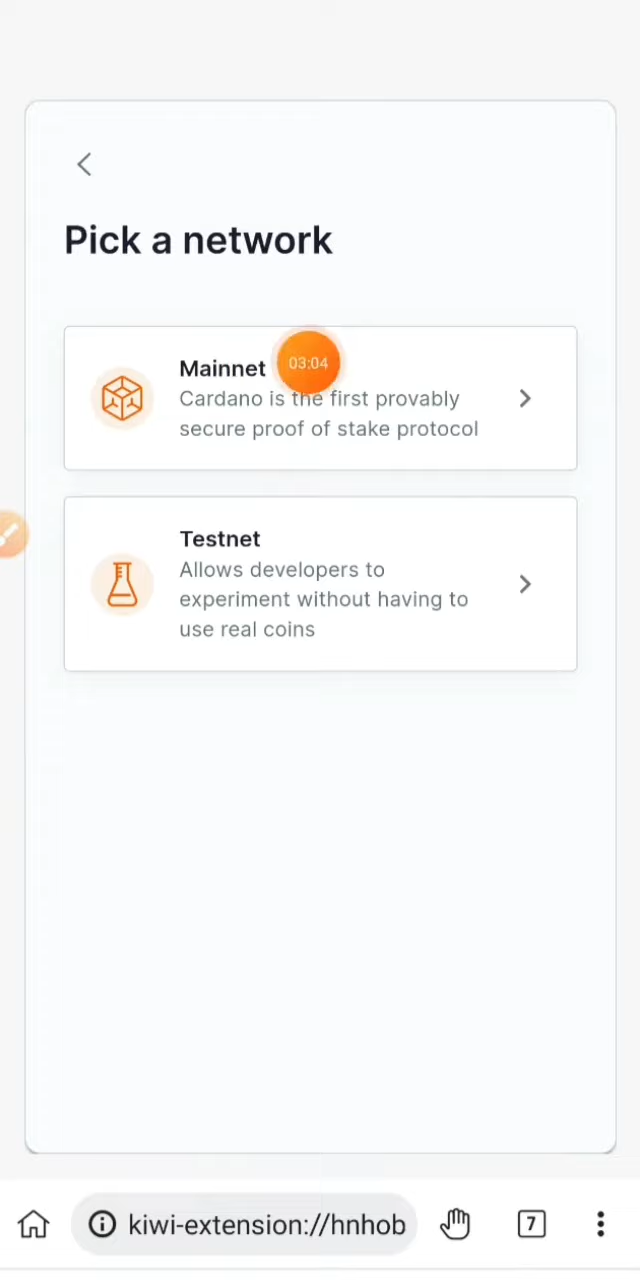 Pick a network
Mainnet
03:04
Cardano is the first provably
secure proof of stake protocol
Testnet
Allows developers to
experiment without having to
use real coins
kiwi-extension://hnhob
7